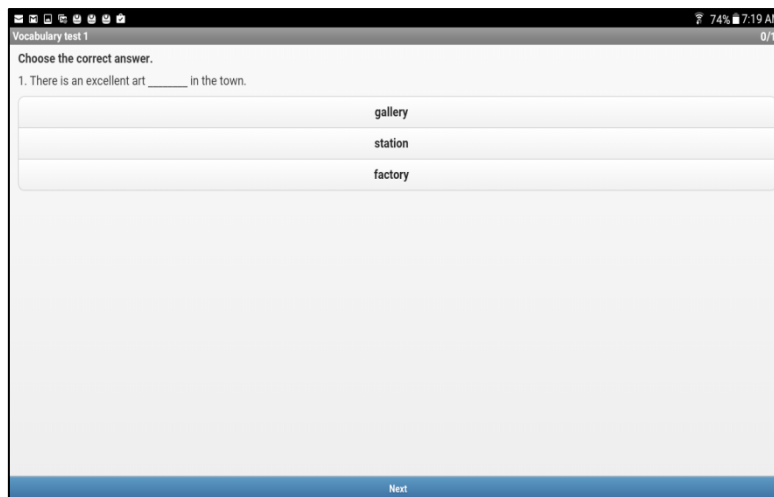 74% 7:19 AM
Vocabulary test 1 0/1
Choose the correct answer.
1. There is an excellent art _______ in the town.
gallery
station
factory
Next